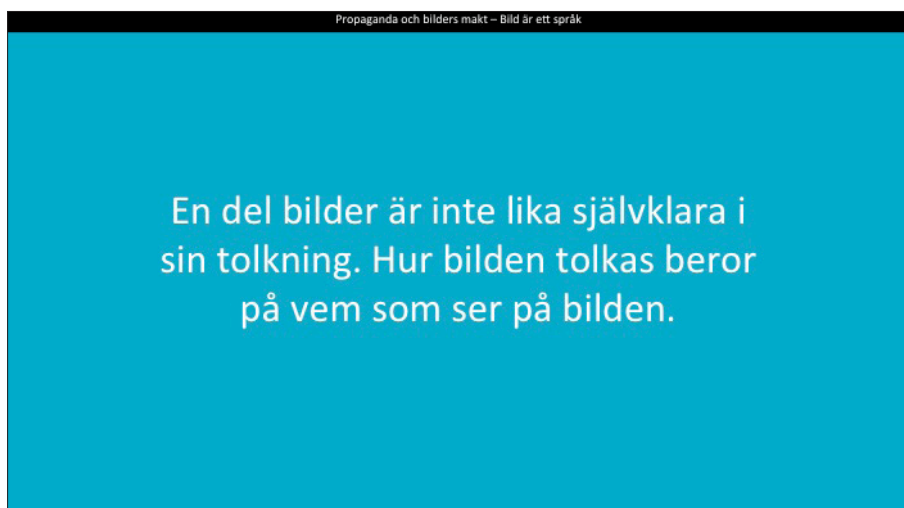 Propaganda och bilders makt – Bild är ett språk
En del bilder är inte lika självklara i
sin tolkning. Hur bilden tolkas beror
på vem som ser på bilden.